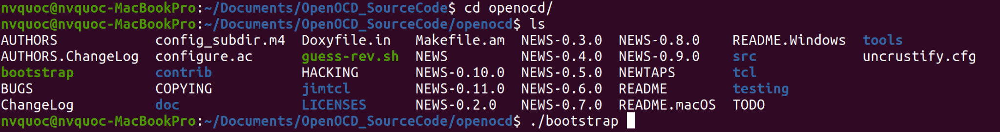 nvquoc@nvquoc-MacBookPro:~/Documents/OpenOCD_SourceCode$ cd openocd/
nvquoc@nvquoc-MacBookPro:~/Documents/OpenOCD_SourceCode/openocd$ ls
AUTHORS config_subdir.m4 Doxyfile.in Makefile.am NEWS-0.3.0 NEWS-0.8.0 README.Windows tools
AUTHORS.ChangeLog configure.ac guess-rev.sh NEWS NEWS-0.4.0 NEWS-0.9.0 src uncrustify.cfg
bootstrap contrib HACKING NEWS-0.10.0 NEWS-0.5.0 NEWTAPS tcl
BUGS COPYING jimtcl NEWS-0.11.0 NEWS-0.6.0 README testing
ChangeLog doc LICENSES NEWS-0.2.0 NEWS-0.7.0 README.macOS TODO
nvquoc@nvquoc-MacBookPro:~/Documents/OpenOCD_SourceCode/openocd$ ./bootstrap